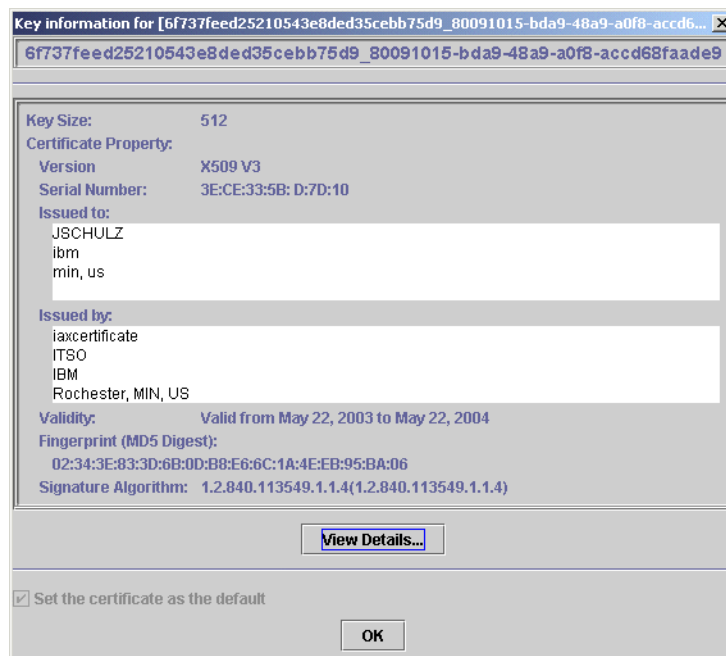 Key information for [6f737feed25210543e8ded35cebb75d9_80091015-bda9-48a9-a0f8-accd6...
6f737feed25210543e8ded35cebb75d9_80091015-bda9-48a9-a0f8-accd68faade9
Key Size: 512
Certificate Property:
Version X509 V3
Serial Number: 3E:CE:33:5B: D:7D:10
Issued to:
JSCHULZ
ibm
min, us
Issued by:
iaxcertificate
ITSO
IBM
Rochester, MIN, US
Validity: Valid from May 22, 2003 to May 22, 2004
Fingerprint (MD5 Digest):
02:34:3E:83:3D:6B:0D:B8:E6:6C:1A:4E:EB:95:BA:06
Signature Algorithm: 1.2.840.113549.1.1.4(1.2.840.113549.1.1.4)
View Details...
Set the certificate as the default
OK